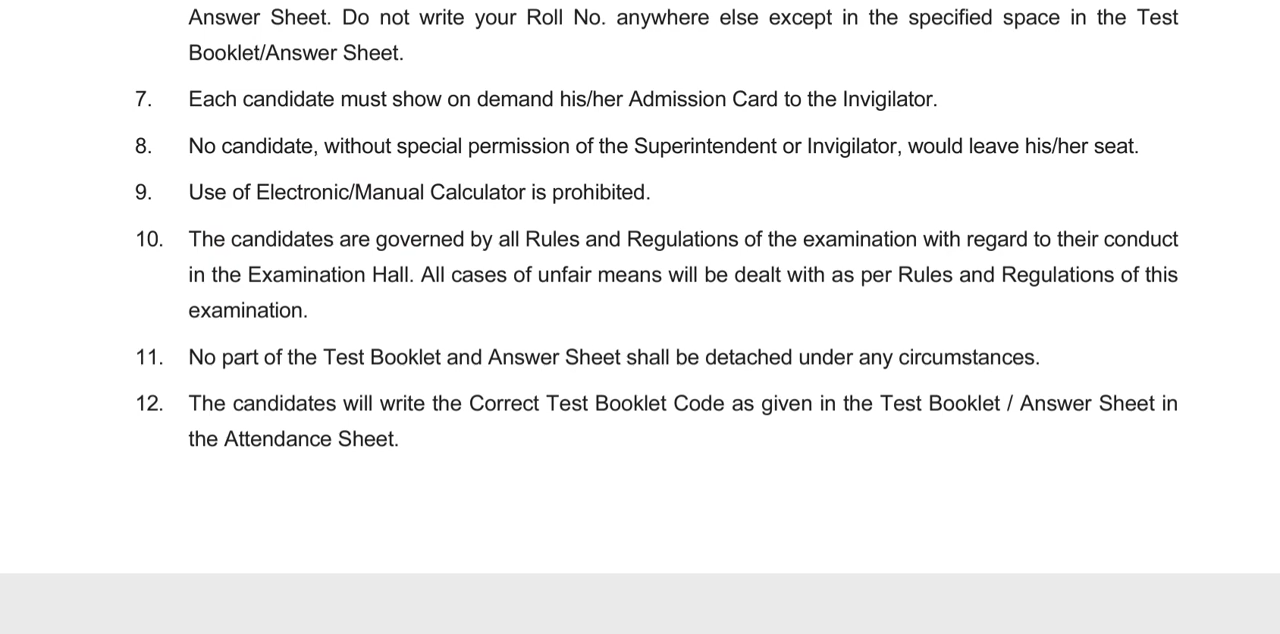 Answer Sheet. Do not write your Roll No. anywhere else except in the specified space in the Test
Booklet/Answer Sheet.
7. Each candidate must show on demand his/her Admission Card to the Invigilator.
8. No candidate, without special permission of the Superintendent or Invigilator, would leave his/her seat.
9. Use of Electronic/Manual Calculator is prohibited.
10. The candidates are governed by all Rules and Regulations of the examination with regard to their conduct
in the Examination Hall. All cases of unfair means will be dealt with as per Rules and Regulations of this
examination.
11. No part of the Test Booklet and Answer Sheet shall be detached under any circumstances.
12. The candidates will write the Correct Test Booklet Code as given in the Test Booklet / Answer Sheet in
the Attendance Sheet.